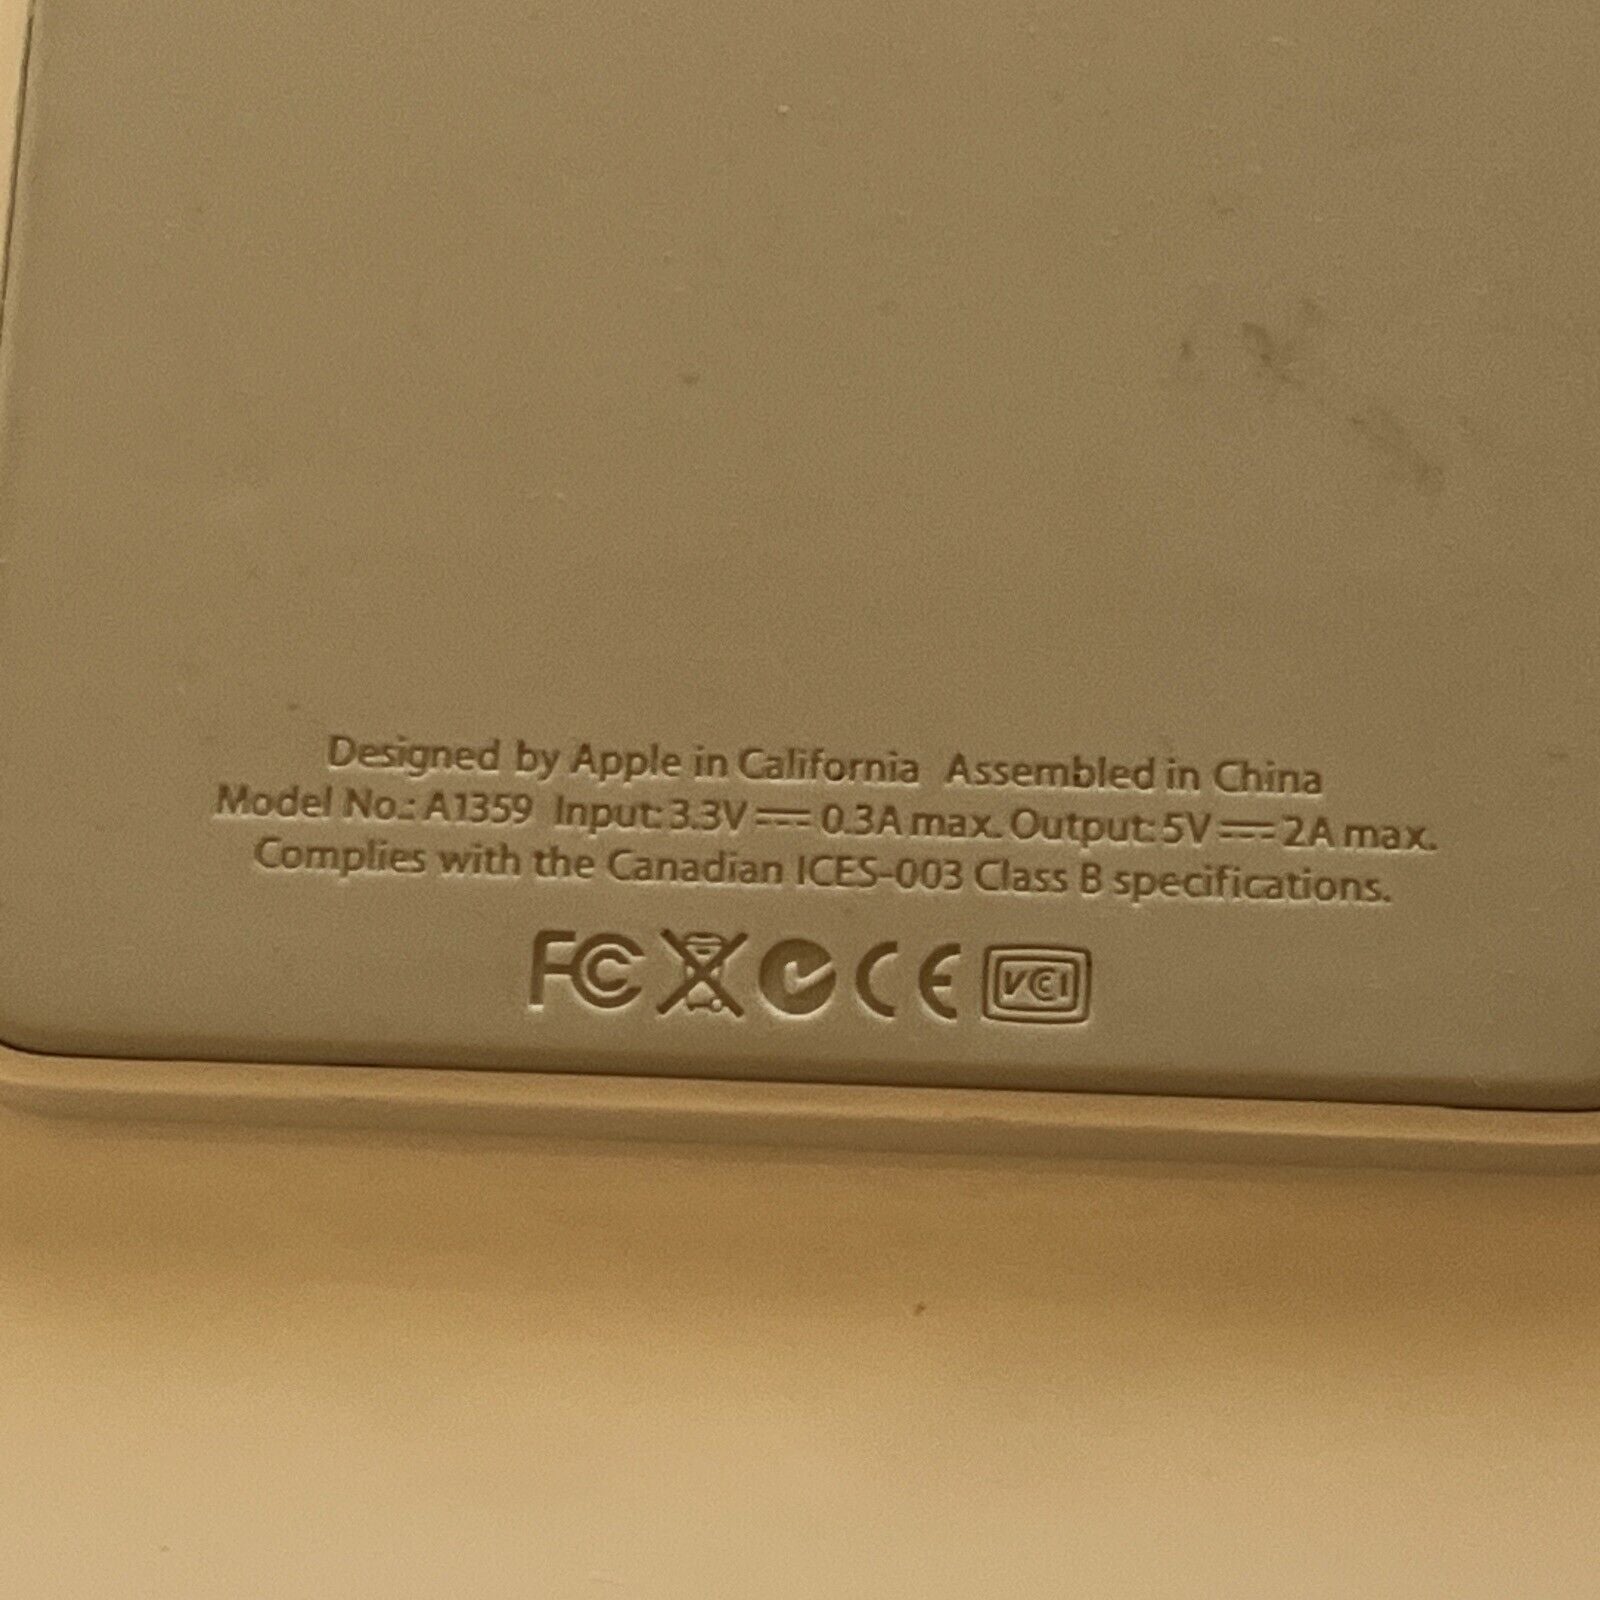 Designed by Apple in California Assembled in China
Model No.: A1359 Input: 3.3V⎓0.3A max. Output: 5V⎓2A max.
Complies with the Canadian ICES-003 Class B specifications.
FC CE VCI